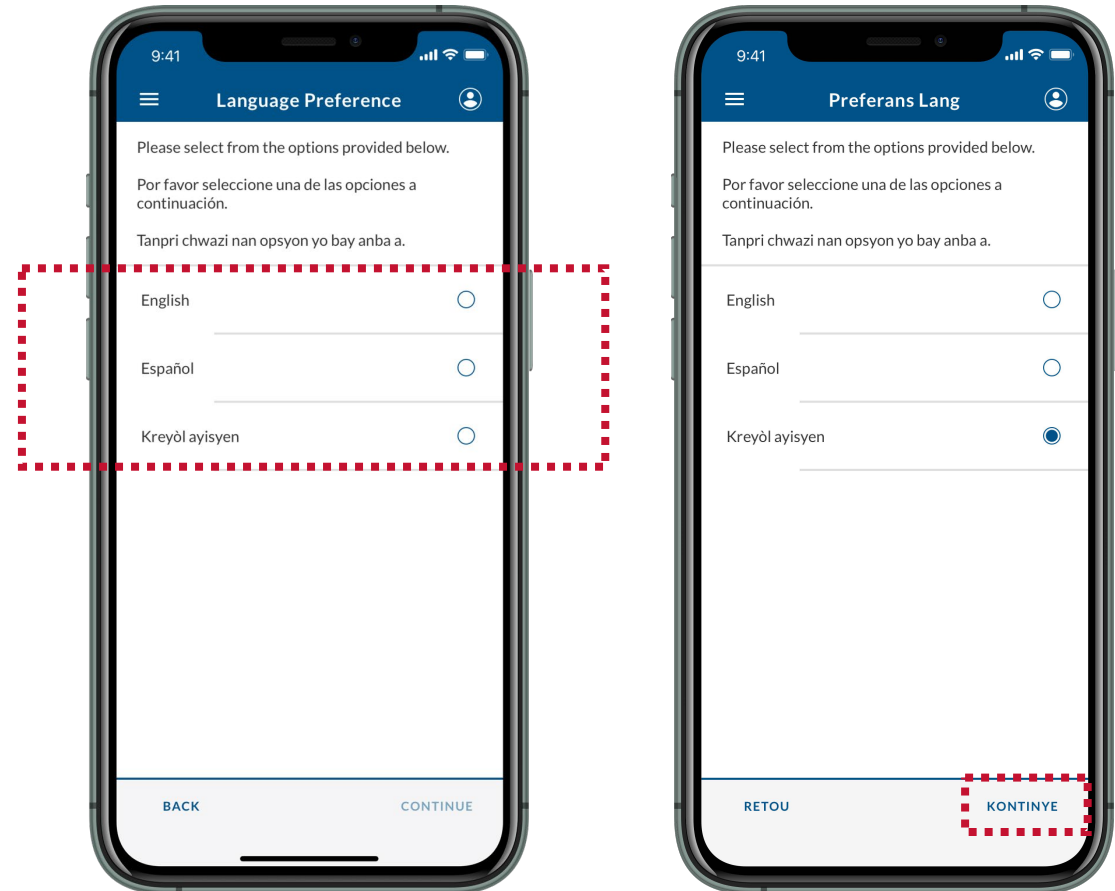 9:41
Language Preference
Please select from the options provided below.
Por favor seleccione una de las opciones a
continuación.
Tanpri chwazi nan opsyon yo bay anba a.
English
Español
Kreyòl ayisyen
BACK
CONTINUE
9:41
Preferans Lang
Please select from the options provided below.
Por favor seleccione una de las opciones a
continuación.
Tanpri chwazi nan opsyon yo bay anba a.
English
Español
Kreyòl ayisyen
RETOU
KONTINYE